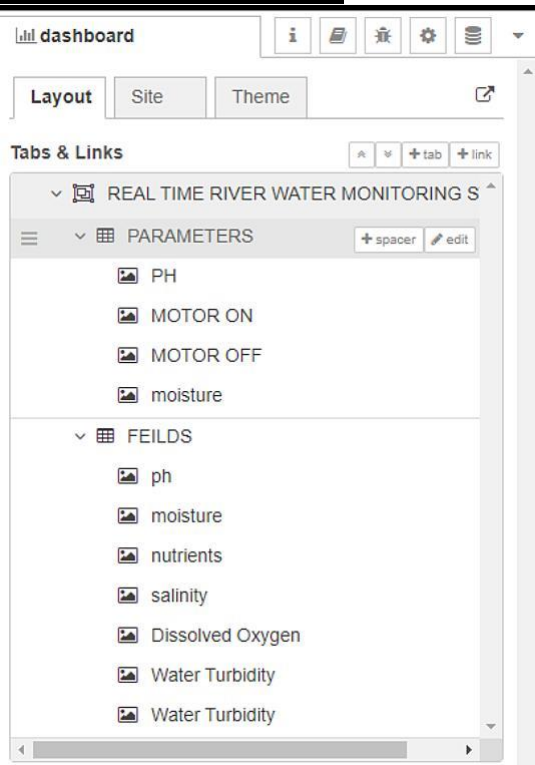 dashboard
Layout Site Theme
Tabs & Links
+ tab + link
REAL TIME RIVER WATER MONITORING S
PARAMETERS + spacer edit
PH
MOTOR ON
MOTOR OFF
moisture
FEILDS
ph
moisture
nutrients
salinity
Dissolved Oxygen
Water Turbidity
Water Turbidity